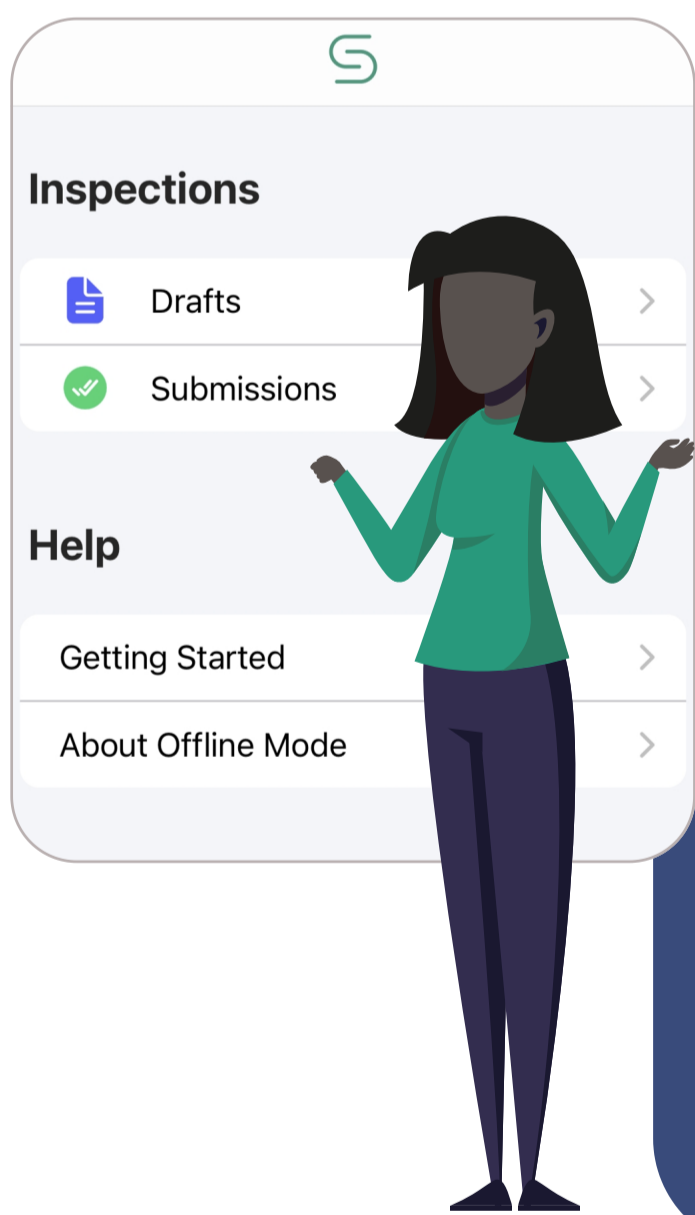 Inspections
Drafts
Submissions
Help
Getting Started
About Offline Mode